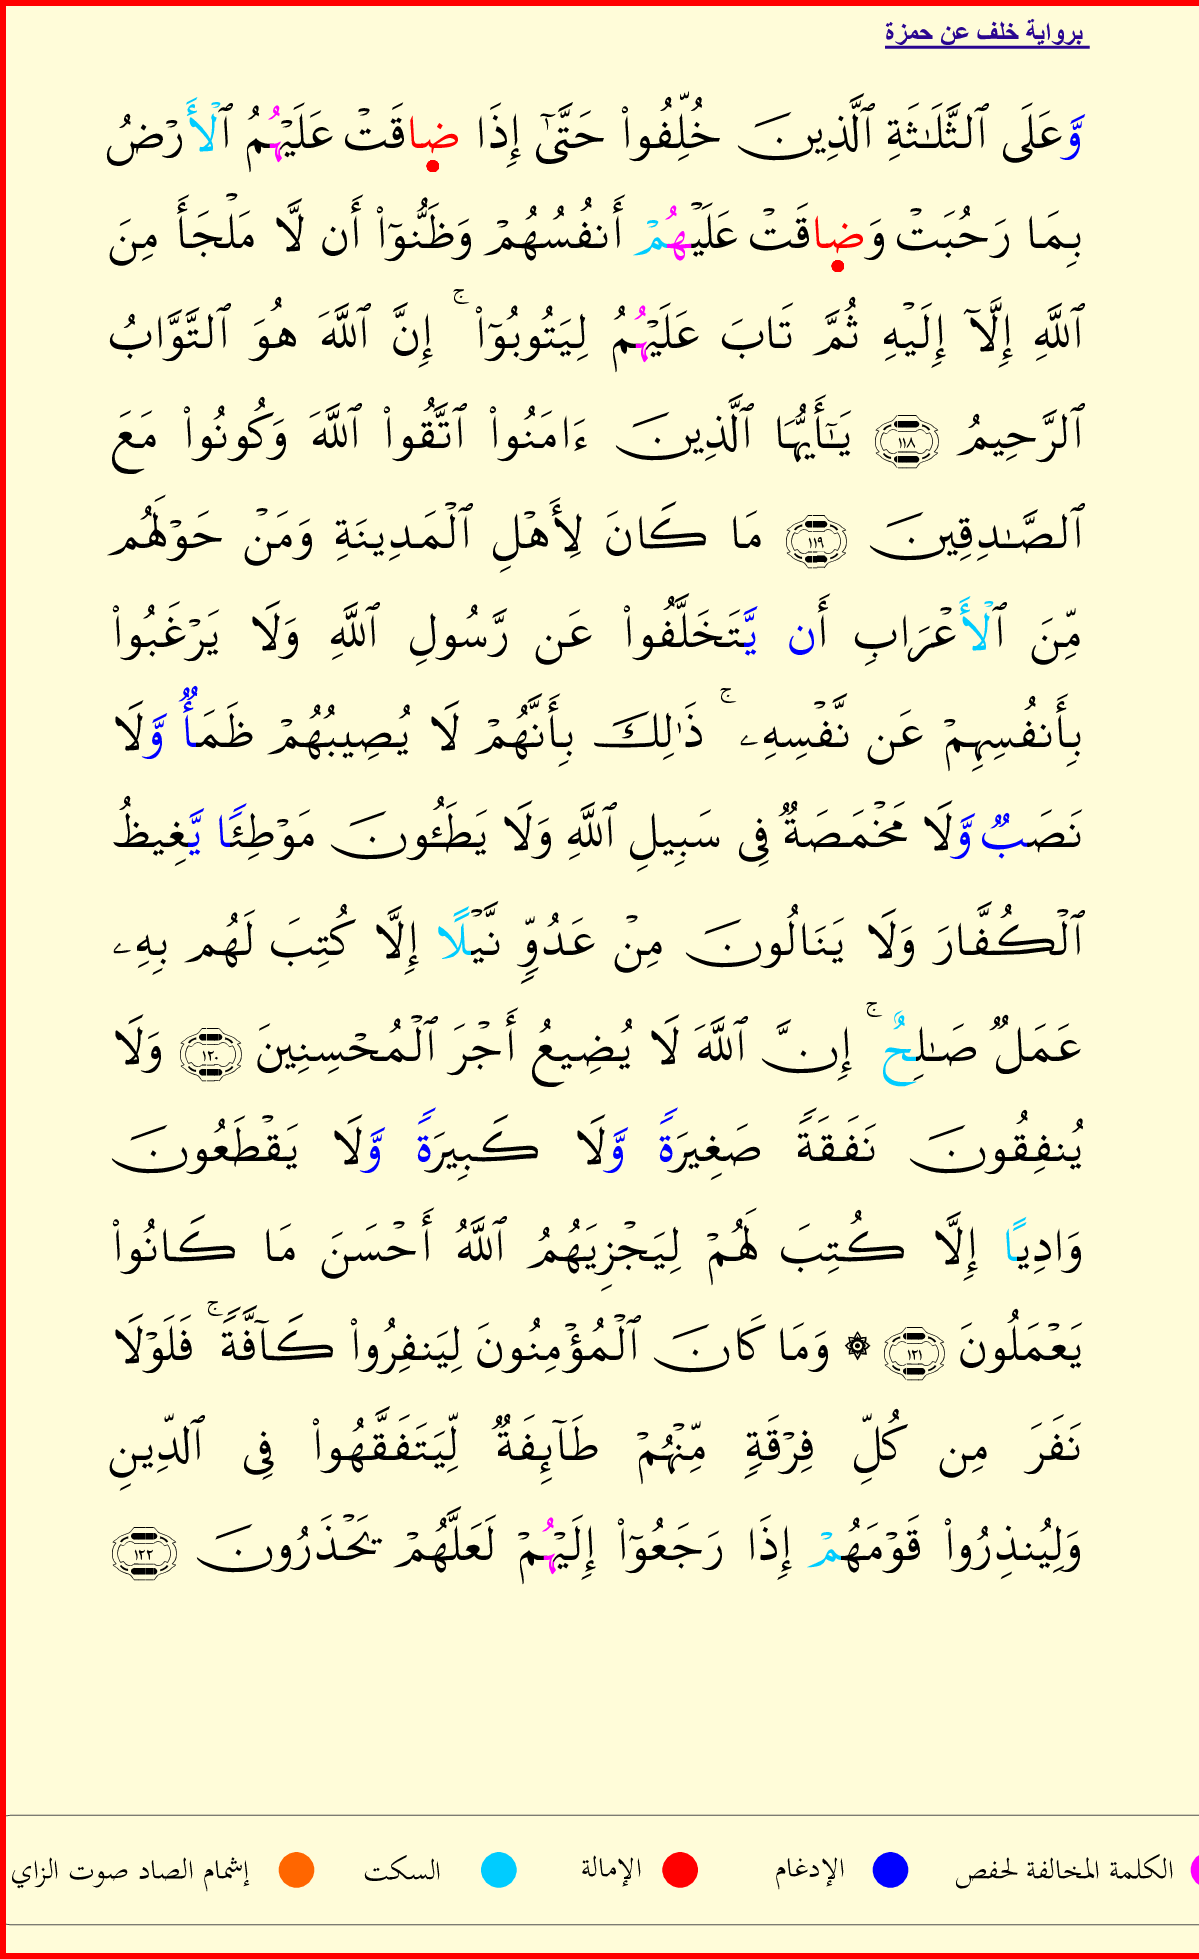 برواية خلف عن حمزة
وَّعَلَى ٱلثَّلَـٰثَةِ ٱلَّذِينَ خُلِّفُوا۟ حَتَّىٰٓ إِذَا ضَاقَتْ عَلَيْهُمُ ٱلْأَرْضُ
بِمَا رَحُبَتْ وَضَاقَتْ عَلَيْهُمْ أَنفُسُهُمْ وَظَنُّوٓا۟ أَن لَّا مَلْجَأَ مِنَ
ٱللَّهِ إِلَّآ إِلَيْهِ ثُمَّ تَابَ عَلَيْهُمُ لِيَتُوبُوٓا۟ ۚ إِنَّ ٱللَّهَ هُوَ ٱلتَّوَّابُ
ٱلرَّحِيمُ ١١٨ يَـٰٓأَيُّهَا ٱلَّذِينَ ءَامَنُوا۟ ٱتَّقُوا۟ ٱللَّهَ وَكُونُوا۟ مَعَ
ٱلصَّـٰدِقِينَ ١١٩ مَا كَانَ لِأَهْلِ ٱلْمَدِينَةِ وَمَنْ حَوْلَهُم
مِّنَ ٱلْأَعْرَابِ أَن يَّتَخَلَّفُوا۟ عَن رَّسُولِ ٱللَّهِ وَلَا يَرْغَبُوا۟
بِأَنفُسِهِمْ عَن نَّفْسِهِۦ ۚ ذَٰلِكَ بِأَنَّهُمْ لَا يُصِيبُهُمْ ظَمَأٌ وَّلَا
نَصَبٌ وَّلَا مَخْمَصَةٌ فِى سَبِيلِ ٱللَّهِ وَلَا يَطَـُٔونَ مَوْطِئًا يَّغِيظُ
ٱلْكُفَّارَ وَلَا يَنَالُونَ مِنْ عَدُوٍّ نَّيْلًا إِلَّا كُتِبَ لَهُم بِهِۦ
عَمَلٌ صَـٰلِحٌ ۚ إِنَّ ٱللَّهَ لَا يُضِيعُ أَجْرَ ٱلْمُحْسِنِينَ ١٢٠ وَلَا
يُنفِقُونَ نَفَقَةً صَغِيرَةً وَّلَا كَبِيرَةً وَّلَا يَقْطَعُونَ
وَادِيًا إِلَّا كُتِبَ لَهُمْ لِيَجْزِيَهُمُ ٱللَّهُ أَحْسَنَ مَا كَانُوا۟
يَعْمَلُونَ ١٢١ ۞ وَمَا كَانَ ٱلْمُؤْمِنُونَ لِيَنفِرُوا۟ كَآفَّةً ۚ فَلَوْلَا
نَفَرَ مِن كُلِّ فِرْقَةٍ مِّنْهُمْ طَآئِفَةٌ لِّيَتَفَقَّهُوا۟ فِى ٱلدِّينِ
وَلِيُنذِرُوا۟ قَوْمَهُمْ إِذَا رَجَعُوٓا۟ إِلَيْهُمْ لَعَلَّهُمْ يَحْذَرُونَ ١٢٢
الكلمة المخالفة لحفص الإدغام الإمالة السكت إشمام الصاد صوت الزاي